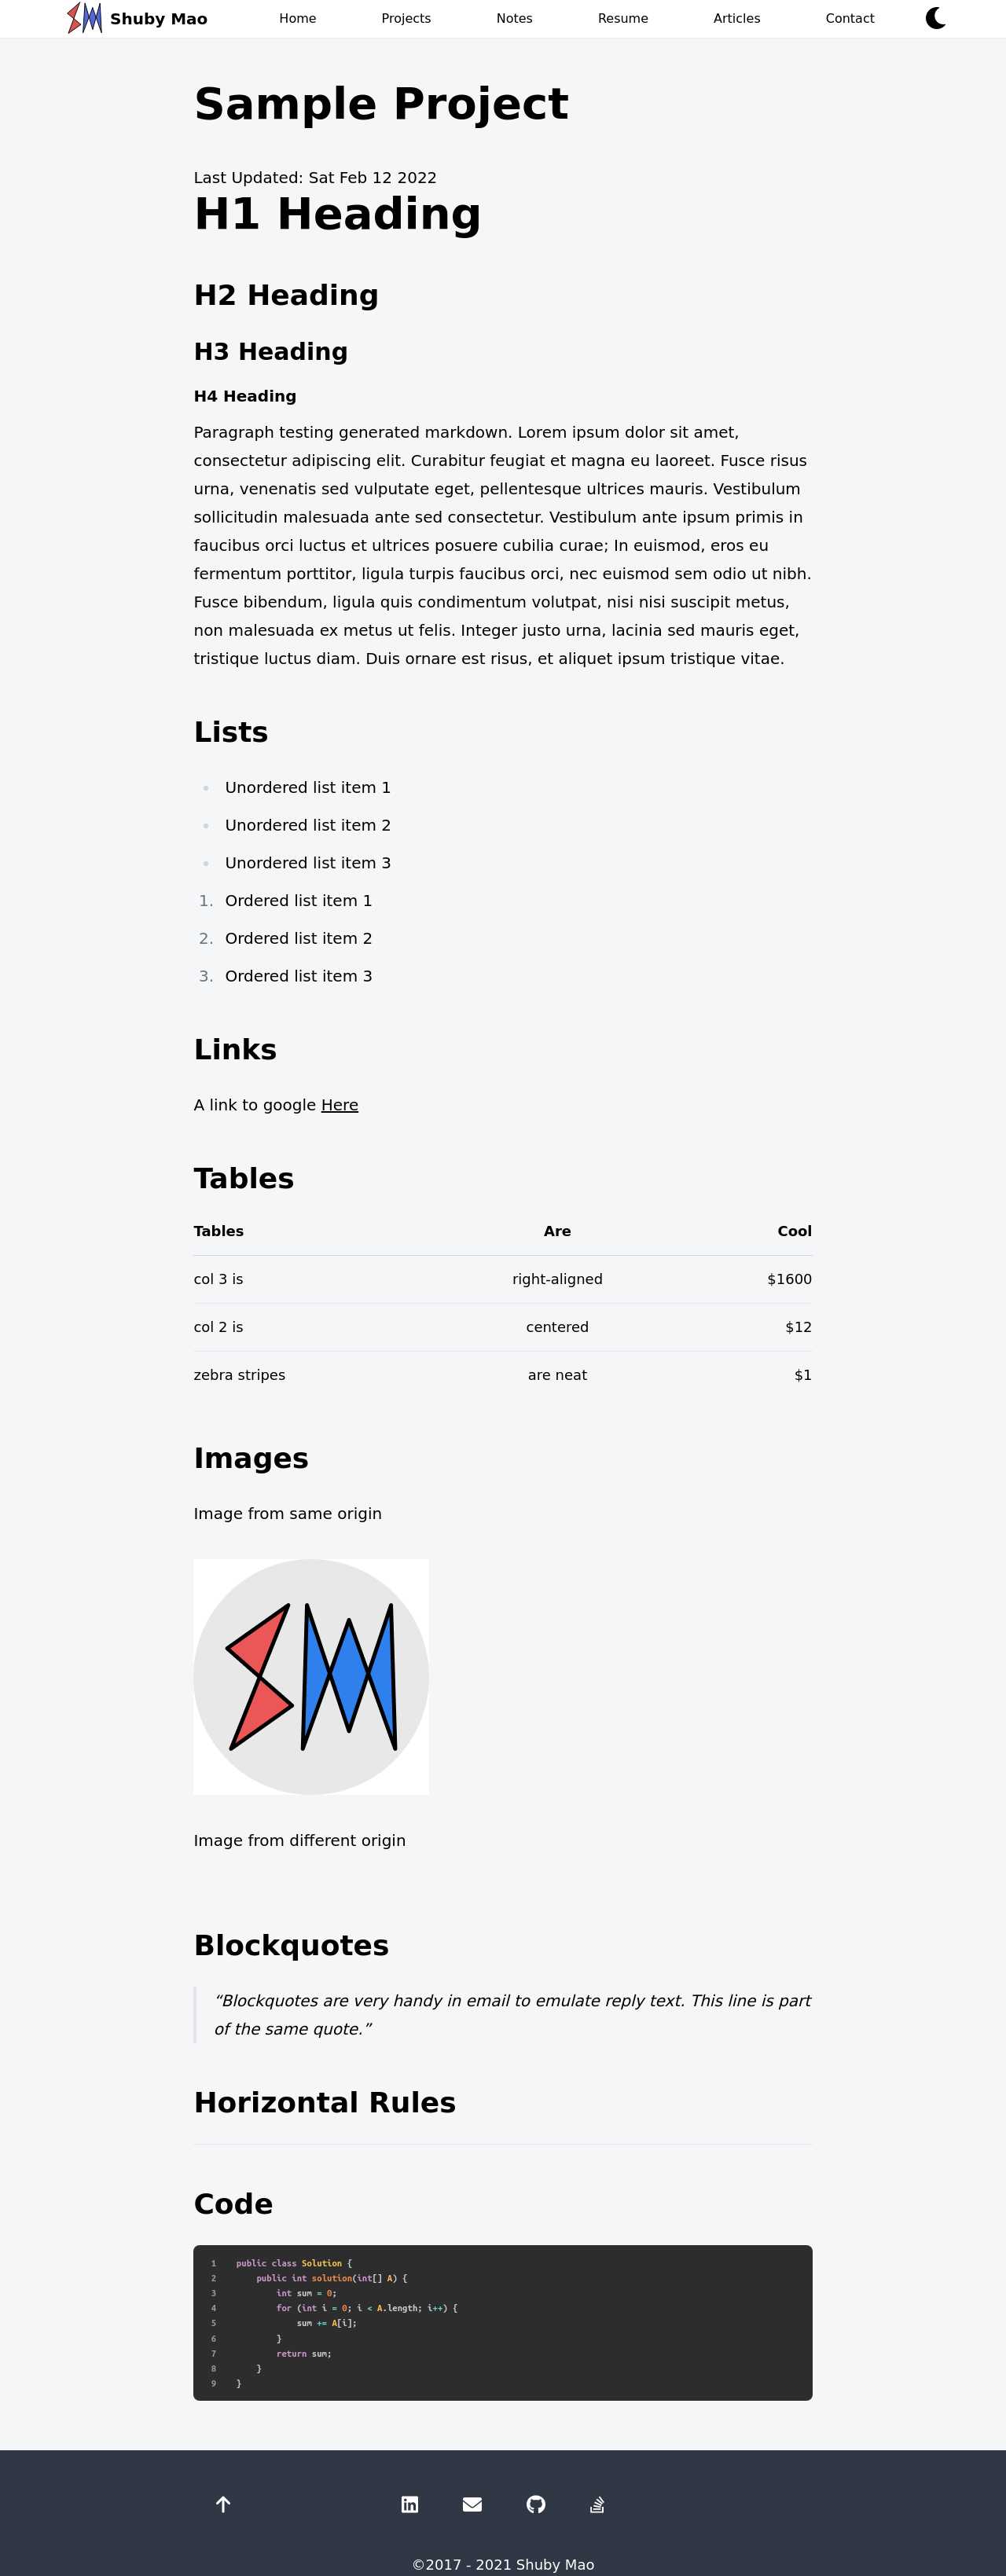 Shuby Mao Home Projects Notes Resume Articles Contact
Sample Project
Last Updated: Sat Feb 12 2022
H1 Heading
H2 Heading
H3 Heading
H4 Heading
Paragraph testing generated markdown. Lorem ipsum dolor sit amet,
consectetur adipiscing elit. Curabitur feugiat et magna eu laoreet. Fusce risus
urna, venenatis sed vulputate eget, pellentesque ultrices mauris. Vestibulum
sollicitudin malesuada ante sed consectetur. Vestibulum ante ipsum primis in
faucibus orci luctus et ultrices posuere cubilia curae; In euismod, eros eu
fermentum porttitor, ligula turpis faucibus orci, nec euismod sem odio ut nibh.
Fusce bibendum, ligula quis condimentum volutpat, nisi nisi suscipit metus,
non malesuada ex metus ut felis. Integer justo urna, lacinia sed mauris eget,
tristique luctus diam. Duis ornare est risus, et aliquet ipsum tristique vitae.
Lists
• Unordered list item 1
• Unordered list item 2
• Unordered list item 3
1. Ordered list item 1
2. Ordered list item 2
3. Ordered list item 3
Links
A link to google Here
Tables
Tables Are Cool
col 3 is right-aligned $1600
col 2 is centered $12
zebra stripes are neat $1
Images
Image from same origin
SM
Image from different origin
Blockquotes
“Blockquotes are very handy in email to emulate reply text. This line is part
of the same quote.”
Horizontal Rules
Code
1 public class Solution {
2 public int solution(int[] A) {
3 int sum = 0;
4 for (int i = 0; i < A.length; i++) {
5 sum += A[i];
6 }
7 return sum;
8 }
9 }
©2017 - 2021 Shuby Mao